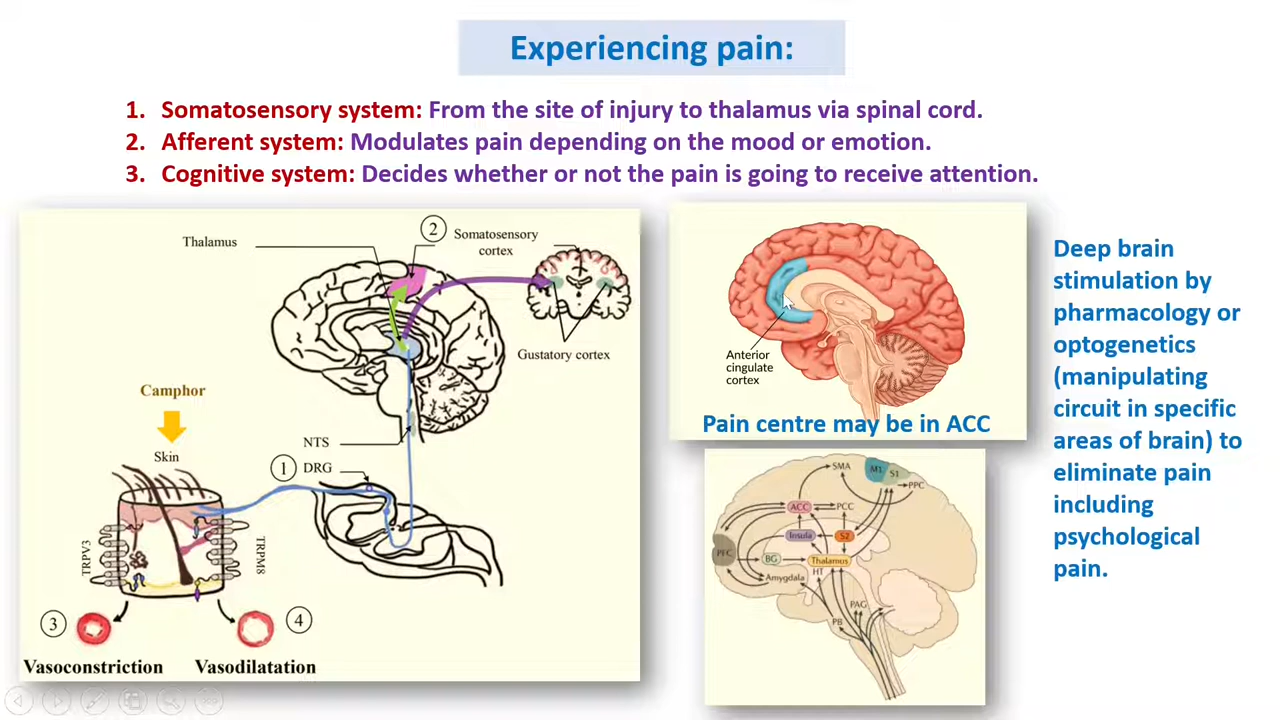 Experiencing pain:
1. Somatosensory system: From the site of injury to thalamus via spinal cord.
2. Afferent system: Modulates pain depending on the mood or emotion.
3. Cognitive system: Decides whether or not the pain is going to receive attention.
Thalamus
2
Somatosensory
cortex
Gustatory cortex
Camphor
Skin
NTS
1 DRG
TRPV3
TRPM8
3
4
Vasoconstriction
Vasodilatation
Anterior
cingulate
cortex
Pain centre may be in ACC
SMA
M1
S1
PPC
ACC
PCC
Insula
S2
PFC
BG
Thalamus
HT
Amygdala
PAG
PB
Deep brain
stimulation by
pharmacology or
optogenetics
(manipulating
circuit in specific
areas of brain) to
eliminate pain
including
psychological
pain.